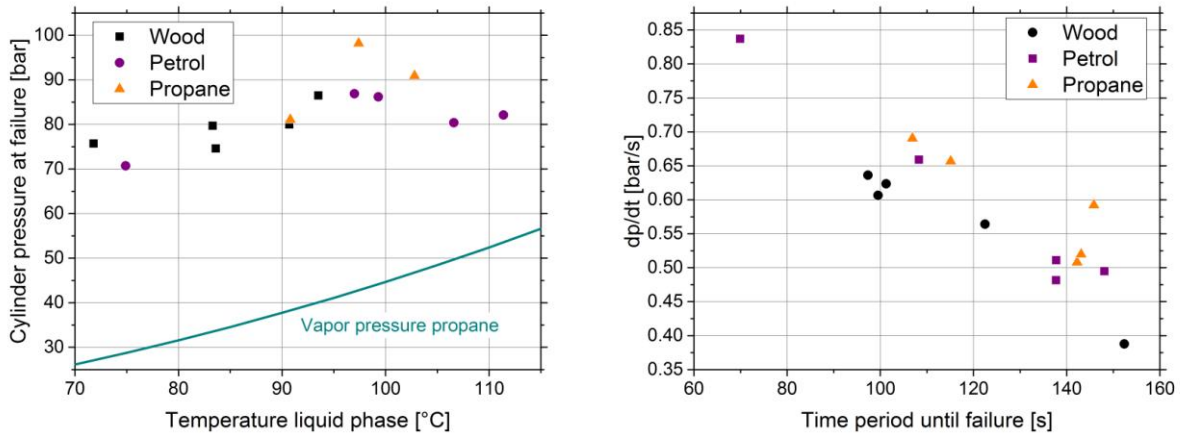 Cylinder pressure at failure [bar]
100
90
80
70
60
50
40
30
Wood
Petrol
Propane
Vapor pressure propane
70
80
90
100
110
Temperature liquid phase [°C]
dp/dt [bar/s]
0.85
0.80
0.75
0.70
0.65
0.60
0.55
0.50
0.45
0.40
0.35
Wood
Petrol
Propane
60
80
100
120
140
160
Time period until failure [s]